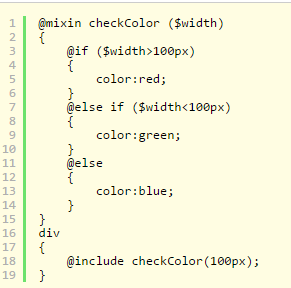 1 @mixin checkColor ($width)
2 {
3     @if ($width>100px)
4     {
5         color:red;
6     }
7     @else if ($width<100px)
8     {
9         color:green;
10     }
11     @else
12     {
13         color:blue;
14     }
15 }
16 div
17 {
18     @include checkColor(100px);
19 }